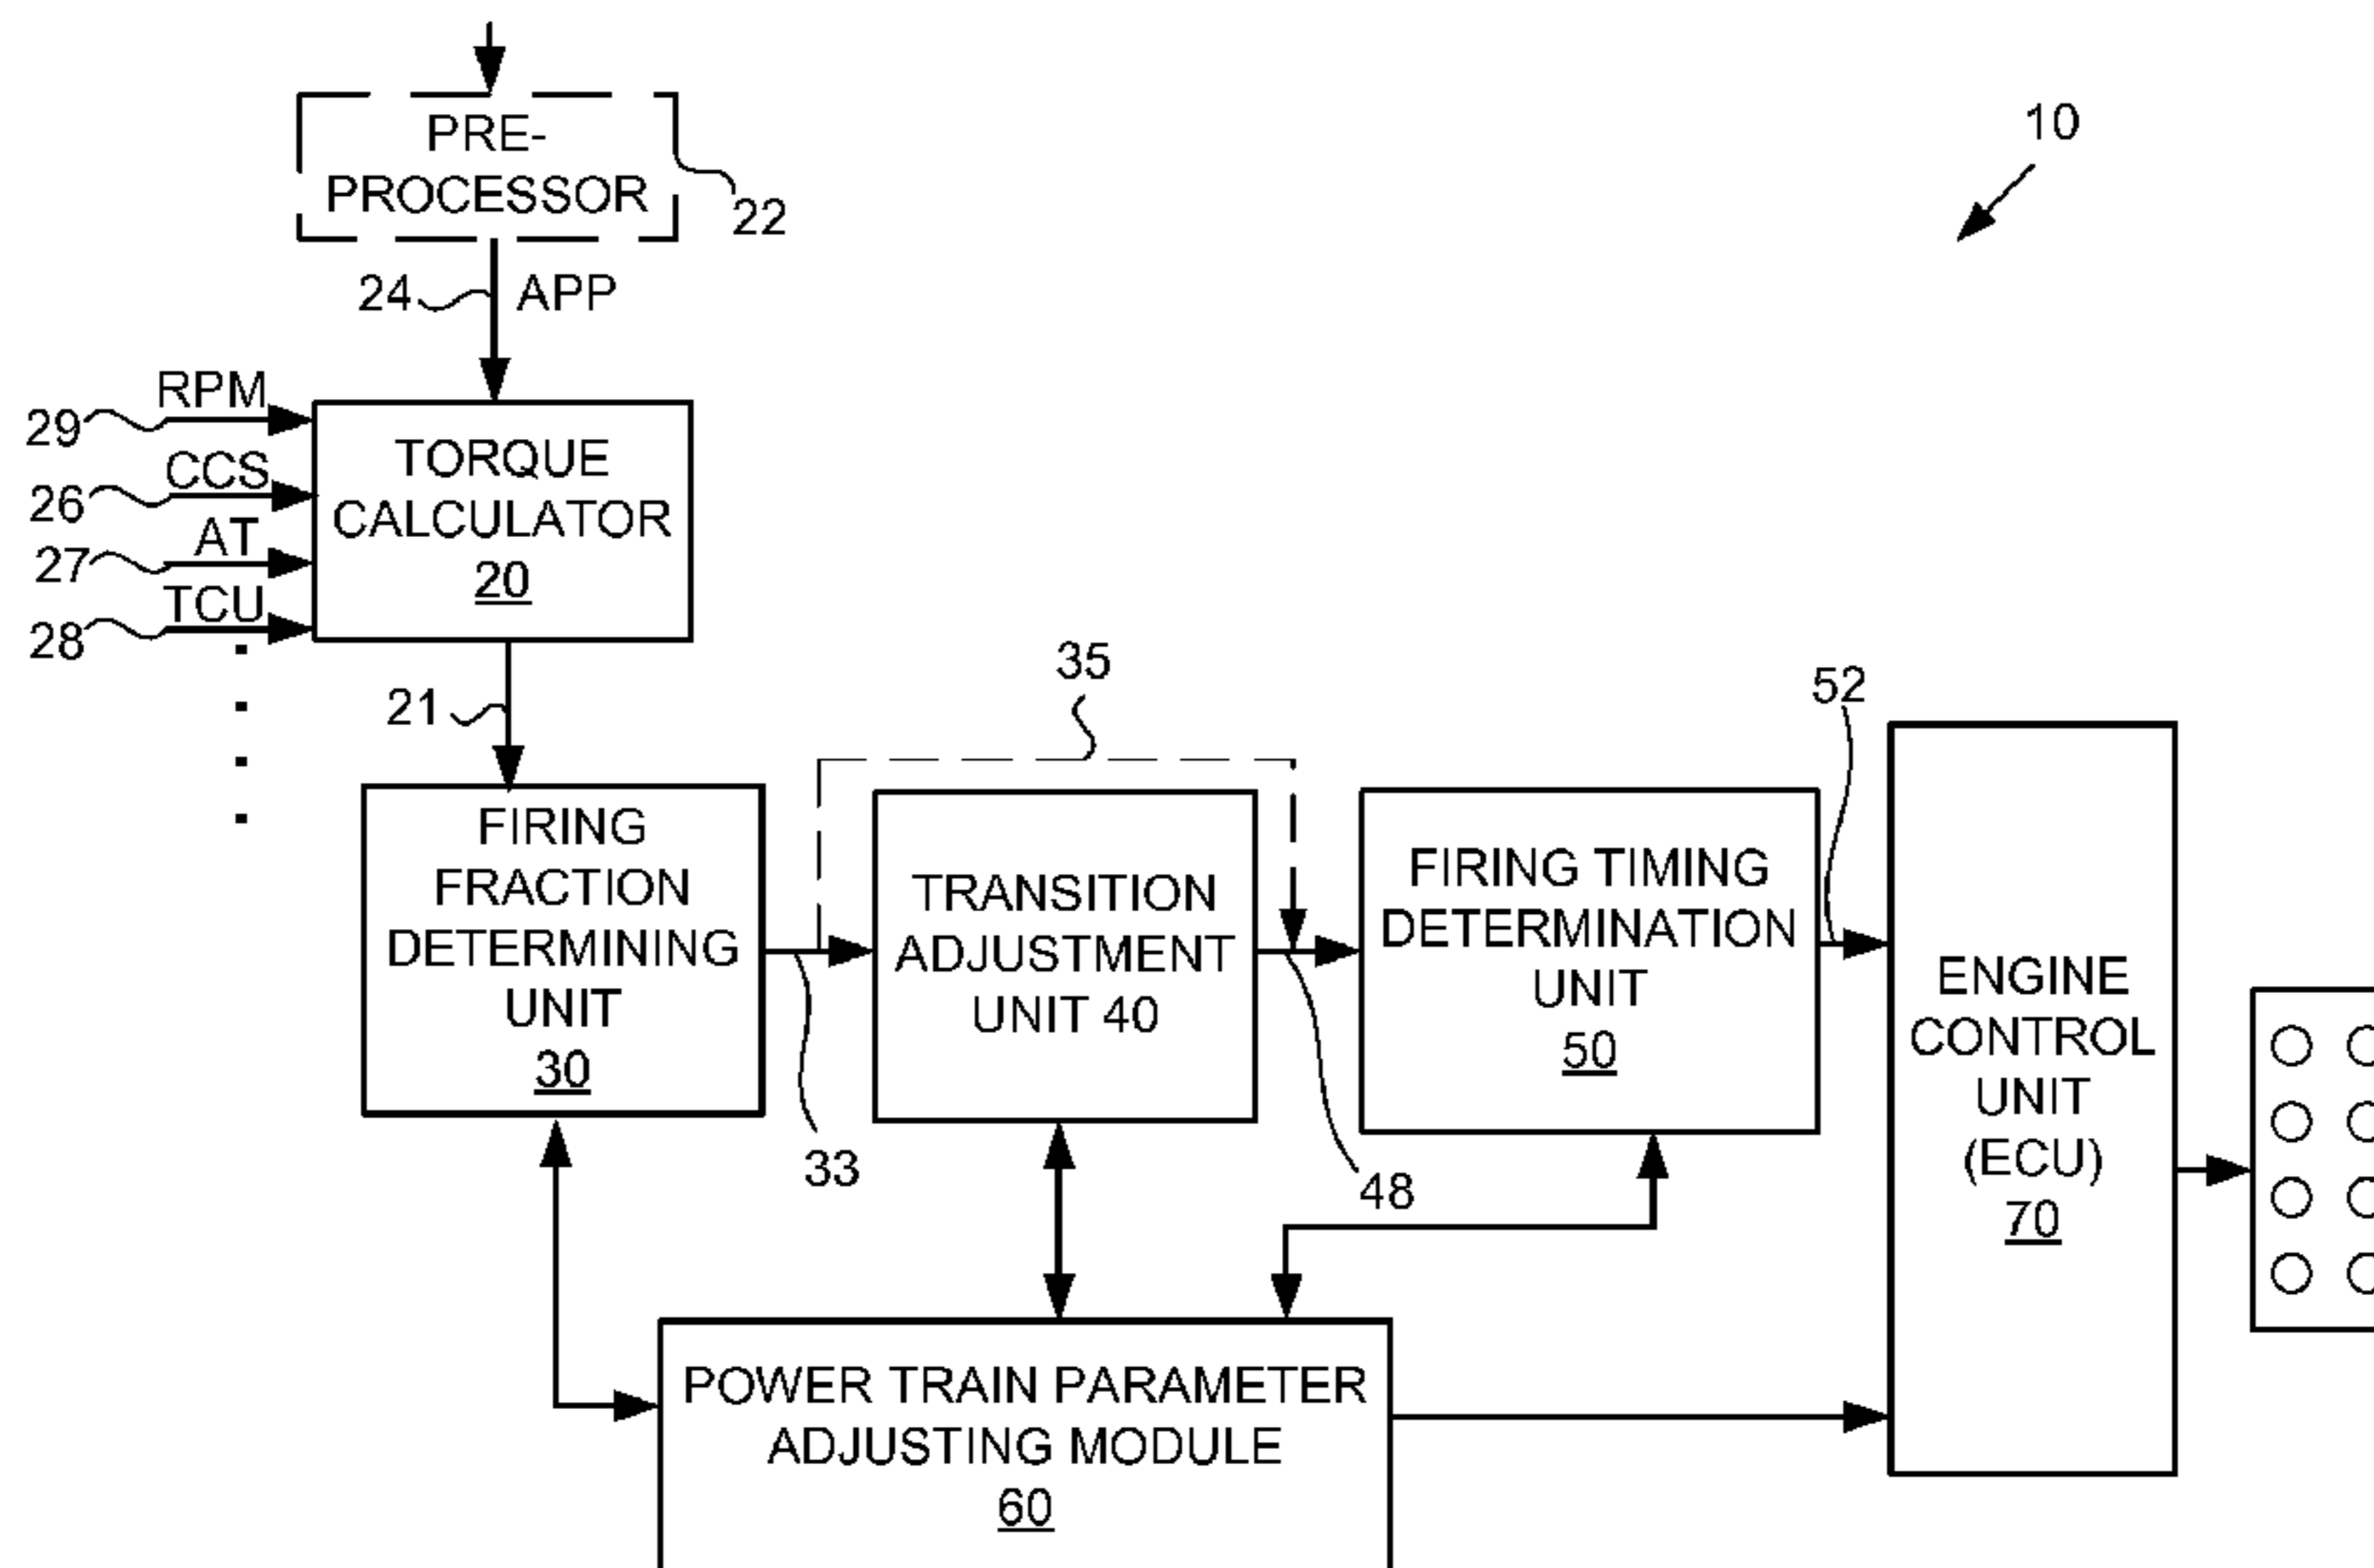 10
PRE-
PROCESSOR
22
24
APP
RPM
29
CCS
26
AT
27
TCU
28
TORQUE
CALCULATOR
20
21
35
52
FIRING
FRACTION
DETERMINING
UNIT
30
33
TRANSITION
ADJUSTMENT
UNIT 40
48
FIRING TIMING
DETERMINATION
UNIT
50
ENGINE
CONTROL
UNIT
(ECU)
70
POWER TRAIN PARAMETER
ADJUSTING MODULE
60